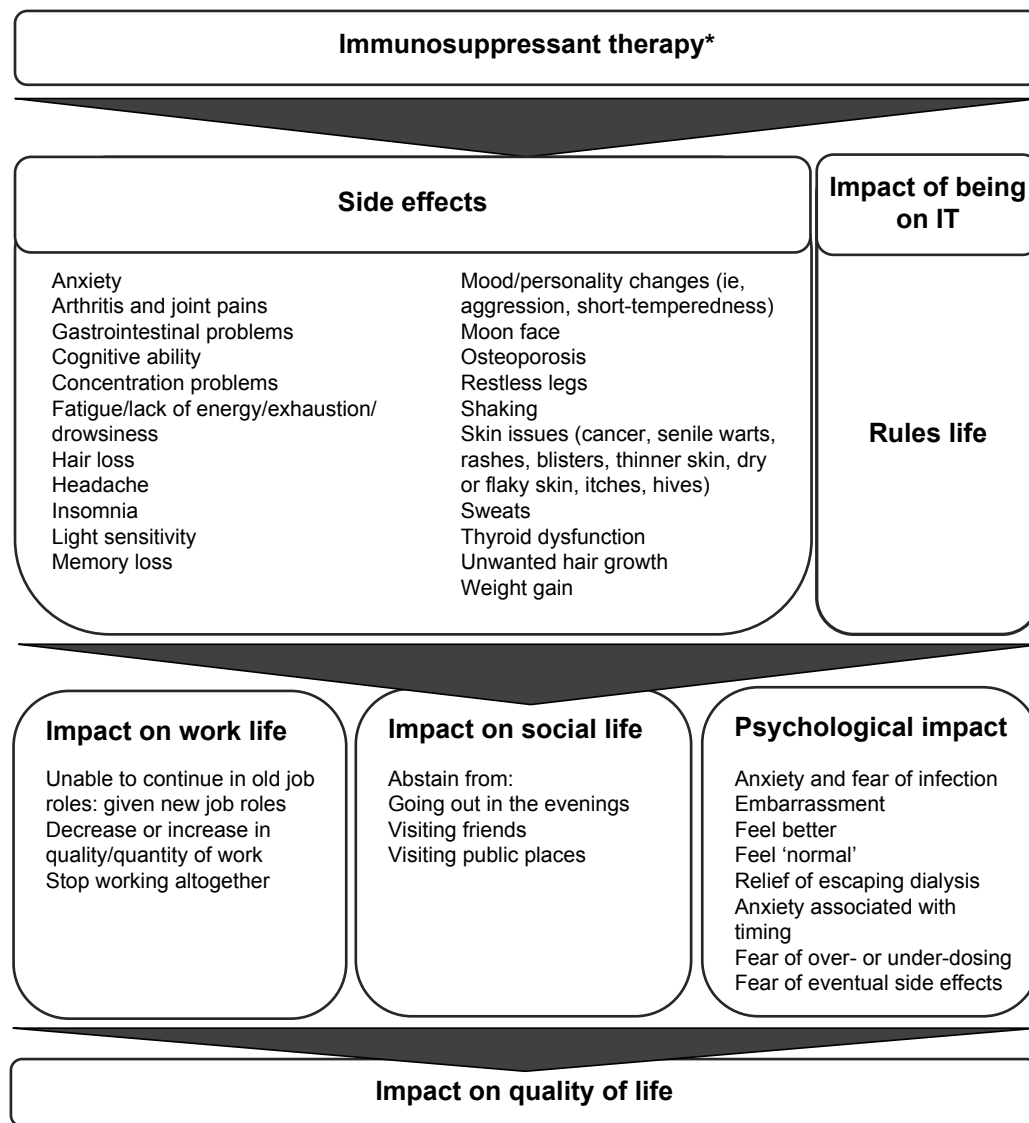 Immunosuppressant therapy*
Side effects
Anxiety
Arthritis and joint pains
Gastrointestinal problems
Cognitive ability
Concentration problems
Fatigue/lack of energy/exhaustion/
drowsiness
Hair loss
Headache
Insomnia
Light sensitivity
Memory loss
Mood/personality changes (ie,
aggression, short-temperedness)
Moon face
Osteoporosis
Restless legs
Shaking
Skin issues (cancer, senile warts,
rashes, blisters, thinner skin, dry
or flaky skin, itches, hives)
Sweats
Thyroid dysfunction
Unwanted hair growth
Weight gain
Impact of being
on IT
Rules life
Impact on work life
Unable to continue in old job
roles: given new job roles
Decrease or increase in
quality/quantity of work
Stop working altogether
Impact on social life
Abstain from:
Going out in the evenings
Visiting friends
Visiting public places
Psychological impact
Anxiety and fear of infection
Embarrassment
Feel better
Feel ‘normal’
Relief of escaping dialysis
Anxiety associated with
timing
Fear of over- or under-dosing
Fear of eventual side effects
Impact on quality of life